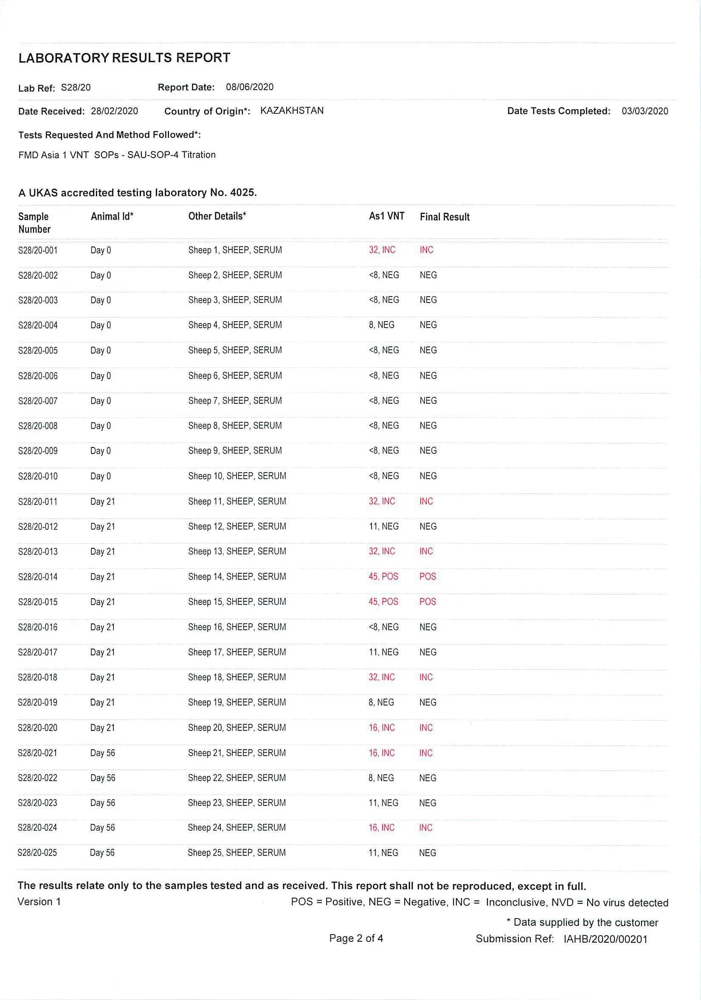 LABORATORY RESULTS REPORT
Lab Ref: S28/20 Report Date: 08/06/2020
Date Received: 28/02/2020 Country of Origin*: KAZAKHSTAN Date Tests Completed: 03/03/2020
Tests Requested And Method Followed*:
FMD Asia 1 VNT SOPs - SAU-SOP-4 Titration
A UKAS accredited testing laboratory No. 4025.
Sample Number Animal Id* Other Details* As1 VNT Final Result
S28/20-001 Day 0 Sheep 1, SHEEP, SERUM 32, INC INC
S28/20-002 Day 0 Sheep 2, SHEEP, SERUM <8, NEG NEG
S28/20-003 Day 0 Sheep 3, SHEEP, SERUM <8, NEG NEG
S28/20-004 Day 0 Sheep 4, SHEEP, SERUM 8, NEG NEG
S28/20-005 Day 0 Sheep 5, SHEEP, SERUM <8, NEG NEG
S28/20-006 Day 0 Sheep 6, SHEEP, SERUM <8, NEG NEG
S28/20-007 Day 0 Sheep 7, SHEEP, SERUM <8, NEG NEG
S28/20-008 Day 0 Sheep 8, SHEEP, SERUM <8, NEG NEG
S28/20-009 Day 0 Sheep 9, SHEEP, SERUM <8, NEG NEG
S28/20-010 Day 0 Sheep 10, SHEEP, SERUM <8, NEG NEG
S28/20-011 Day 21 Sheep 11, SHEEP, SERUM 32, INC INC
S28/20-012 Day 21 Sheep 12, SHEEP, SERUM 11, NEG NEG
S28/20-013 Day 21 Sheep 13, SHEEP, SERUM 32, INC INC
S28/20-014 Day 21 Sheep 14, SHEEP, SERUM 45, POS POS
S28/20-015 Day 21 Sheep 15, SHEEP, SERUM 45, POS POS
S28/20-016 Day 21 Sheep 16, SHEEP, SERUM <8, NEG NEG
S28/20-017 Day 21 Sheep 17, SHEEP, SERUM 11, NEG NEG
S28/20-018 Day 21 Sheep 18, SHEEP, SERUM 32, INC INC
S28/20-019 Day 21 Sheep 19, SHEEP, SERUM 8, NEG NEG
S28/20-020 Day 21 Sheep 20, SHEEP, SERUM 16, INC INC
S28/20-021 Day 56 Sheep 21, SHEEP, SERUM 16, INC INC
S28/20-022 Day 56 Sheep 22, SHEEP, SERUM 8, NEG NEG
S28/20-023 Day 56 Sheep 23, SHEEP, SERUM 11, NEG NEG
S28/20-024 Day 56 Sheep 24, SHEEP, SERUM 16, INC INC
S28/20-025 Day 56 Sheep 25, SHEEP, SERUM 11, NEG NEG
The results relate only to the samples tested and as received. This report shall not be reproduced, except in full.
Version 1 POS = Positive, NEG = Negative, INC = Inconclusive, NVD = No virus detected
* Data supplied by the customer
Page 2 of 4 Submission Ref: IAHB/2020/00201